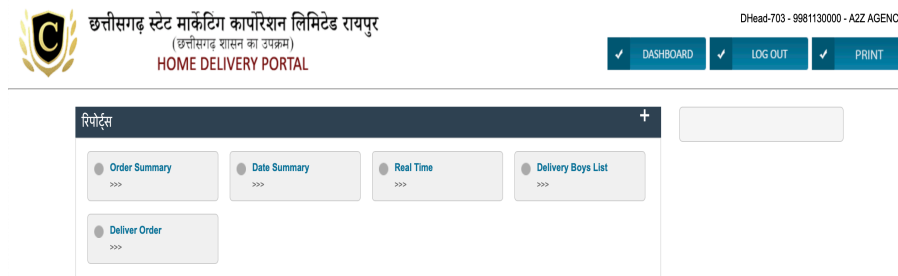 छत्तीसगढ़ स्टेट मार्केटिंग कार्पोरेशन लिमिटेड रायपुर
(छत्तीसगढ़ शासन का उपक्रम)
HOME DELIVERY PORTAL
DHead-703 - 9981130000 - A2Z AGENC
DASHBOARD
LOG OUT
PRINT
रिपोर्ट्स
+
Order Summary
>>>
Date Summary
>>>
Real Time
>>>
Delivery Boys List
>>>
Deliver Order
>>>